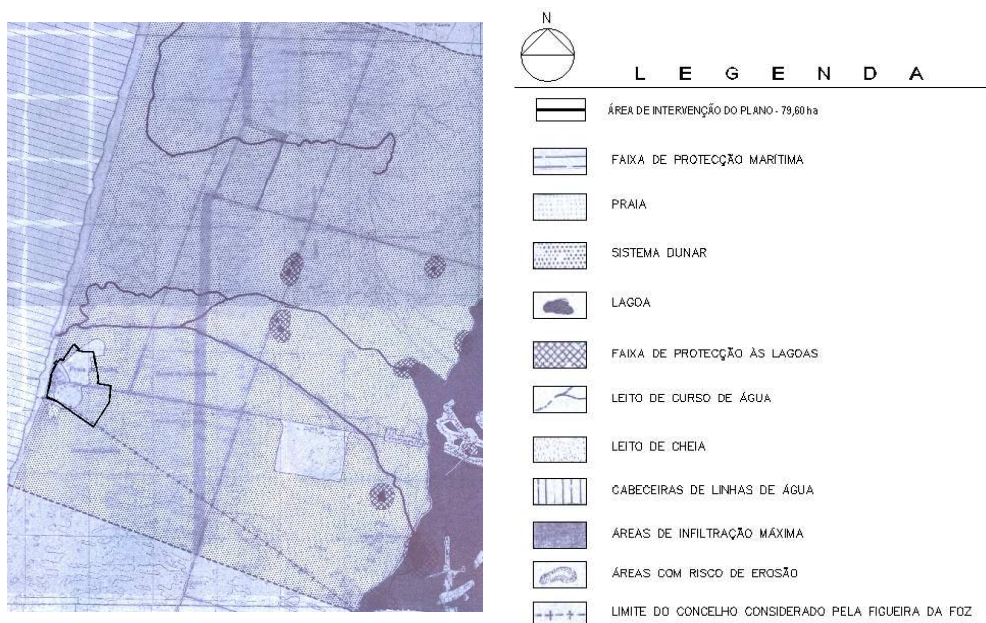 N
LEGENDA
ÁREA DE INTERVENÇÃO DO PLANO - 79,60 ha
FAIXA DE PROTECÇÃO MARÍTIMA
PRAIA
SISTEMA DUNAR
LAGOA
FAIXA DE PROTECÇÃO ÀS LAGOAS
LEITO DE CURSO DE ÁGUA
LEITO DE CHEIA
CABECEIRAS DE LINHAS DE ÁGUA
ÁREAS DE INFILTRAÇÃO MÁXIMA
ÁREAS COM RISCO DE EROSÃO
LIMITE DO CONCELHO CONSIDERADO PELA FIGUEIRA DA FOZ